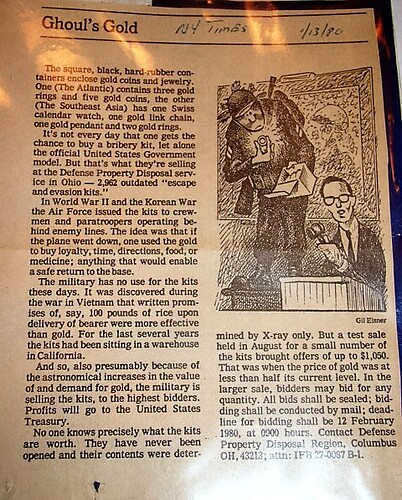 Ghoul's Gold
NY Times
1/13/80
The square, black, hard-rubber con-
tainers enclose gold coins and jewelry.
One (The Atlantic) contains three gold
rings and five gold coins, the other
(The Southeast Asia) has one Swiss
calendar watch, one gold link chain,
one gold pendant and two gold rings.
It's not every day that one gets the
chance to buy a bribery kit, let alone
the official United States Government
model. But that's what they're selling
at the Defense Property Disposal serv-
ice in Ohio — 2,962 outdated "escape
and evasion kits."
In World War II and the Korean War
the Air Force issued the kits to crew-
men and paratroopers operating be-
hind enemy lines. The idea was that if
the plane went down, one used the gold
to buy loyalty, time, directions, food, or
medicine; anything that would enable
a safe return to the base.
The military has no use for the kits
these days. It was discovered during
the war in Vietnam that written prom-
ises of, say, 100 pounds of rice upon
delivery of bearer were more effective
than gold. For the last several years
the kits had been sitting in a warehouse
in California.
And so, also presumably because of
the astronomical increases in the value
of and demand for gold, the military is
selling the kits, to the highest bidders.
Profits will go to the United States
Treasury.
No one knows precisely what the kits
are worth. They have never been
opened and their contents were deter-
Gil Eisner
mined by X-ray only. But a test sale
held in August for a small number of
the kits brought offers of up to $1,050.
That was when the price of gold was at
less than half its current level. In the
larger sale, bidders may bid for any
quantity. All bids shall be sealed; bid-
ding shall be conducted by mail; dead-
line for bidding shall be 12 February
1980, at 0900 hours. Contact Defense
Property Disposal Region, Columbus
OH, 43213; attn: IFB 27-0087 B-1.